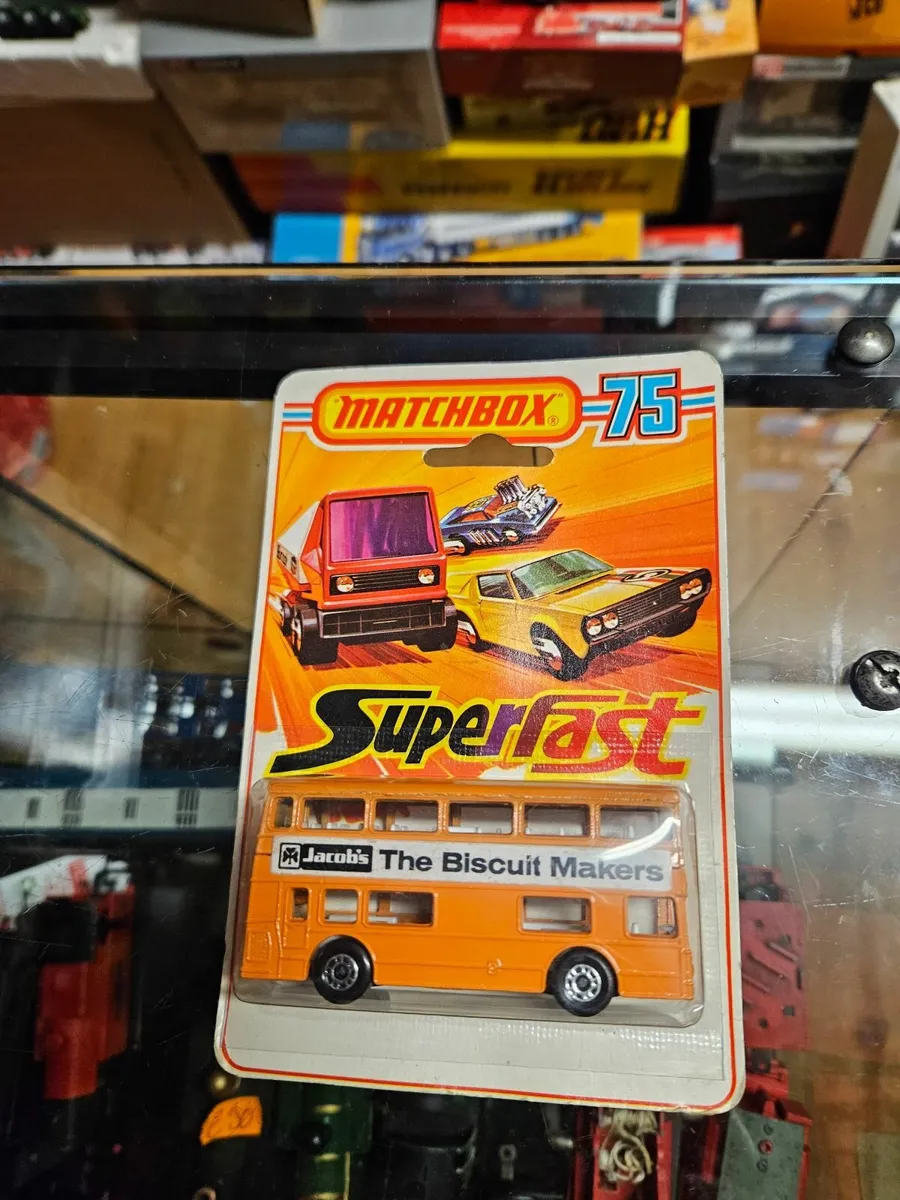 "MATCHBOX"® 75
Superfast
Jacob's The Biscuit Makers